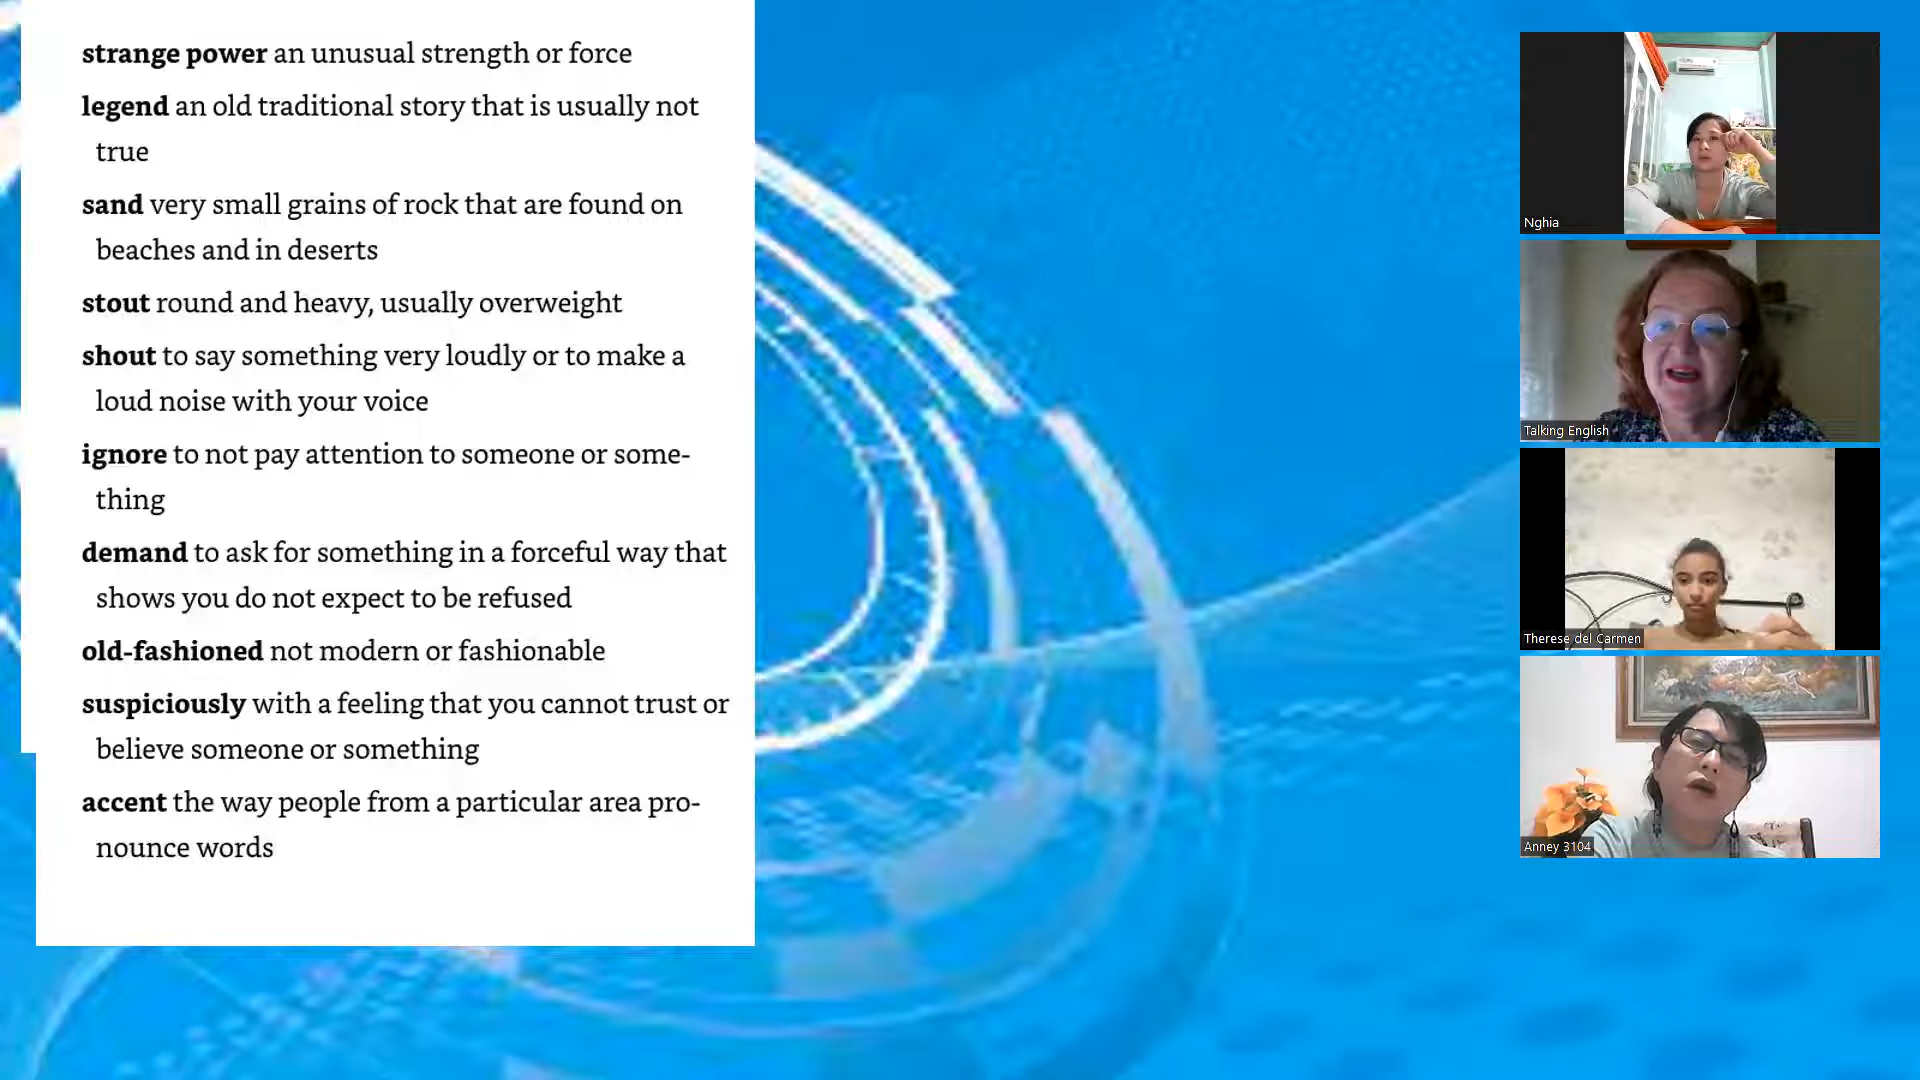 strange power an unusual strength or force
legend an old traditional story that is usually not
true
sand very small grains of rock that are found on
beaches and in deserts
stout round and heavy, usually overweight
shout to say something very loudly or to make a
loud noise with your voice
ignore to not pay attention to someone or some-
thing
demand to ask for something in a forceful way that
shows you do not expect to be refused
old-fashioned not modern or fashionable
suspiciously with a feeling that you cannot trust or
believe someone or something
accent the way people from a particular area pro-
nounce words
Nghia
Talking English
Therese del Carmen
Anney 3104